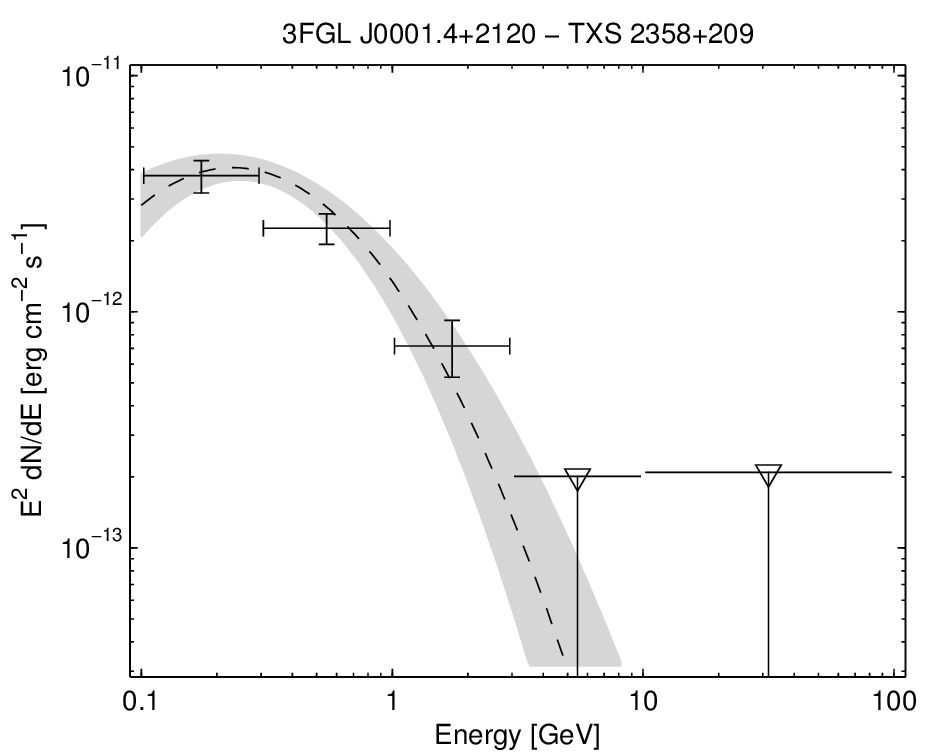 3FGL J0001.4+2120 − TXS 2358+209
10⁻¹¹
10⁻¹²
10⁻¹³
E² dN/dE [erg cm⁻² s⁻¹]
0.1 1 10 100
Energy [GeV]